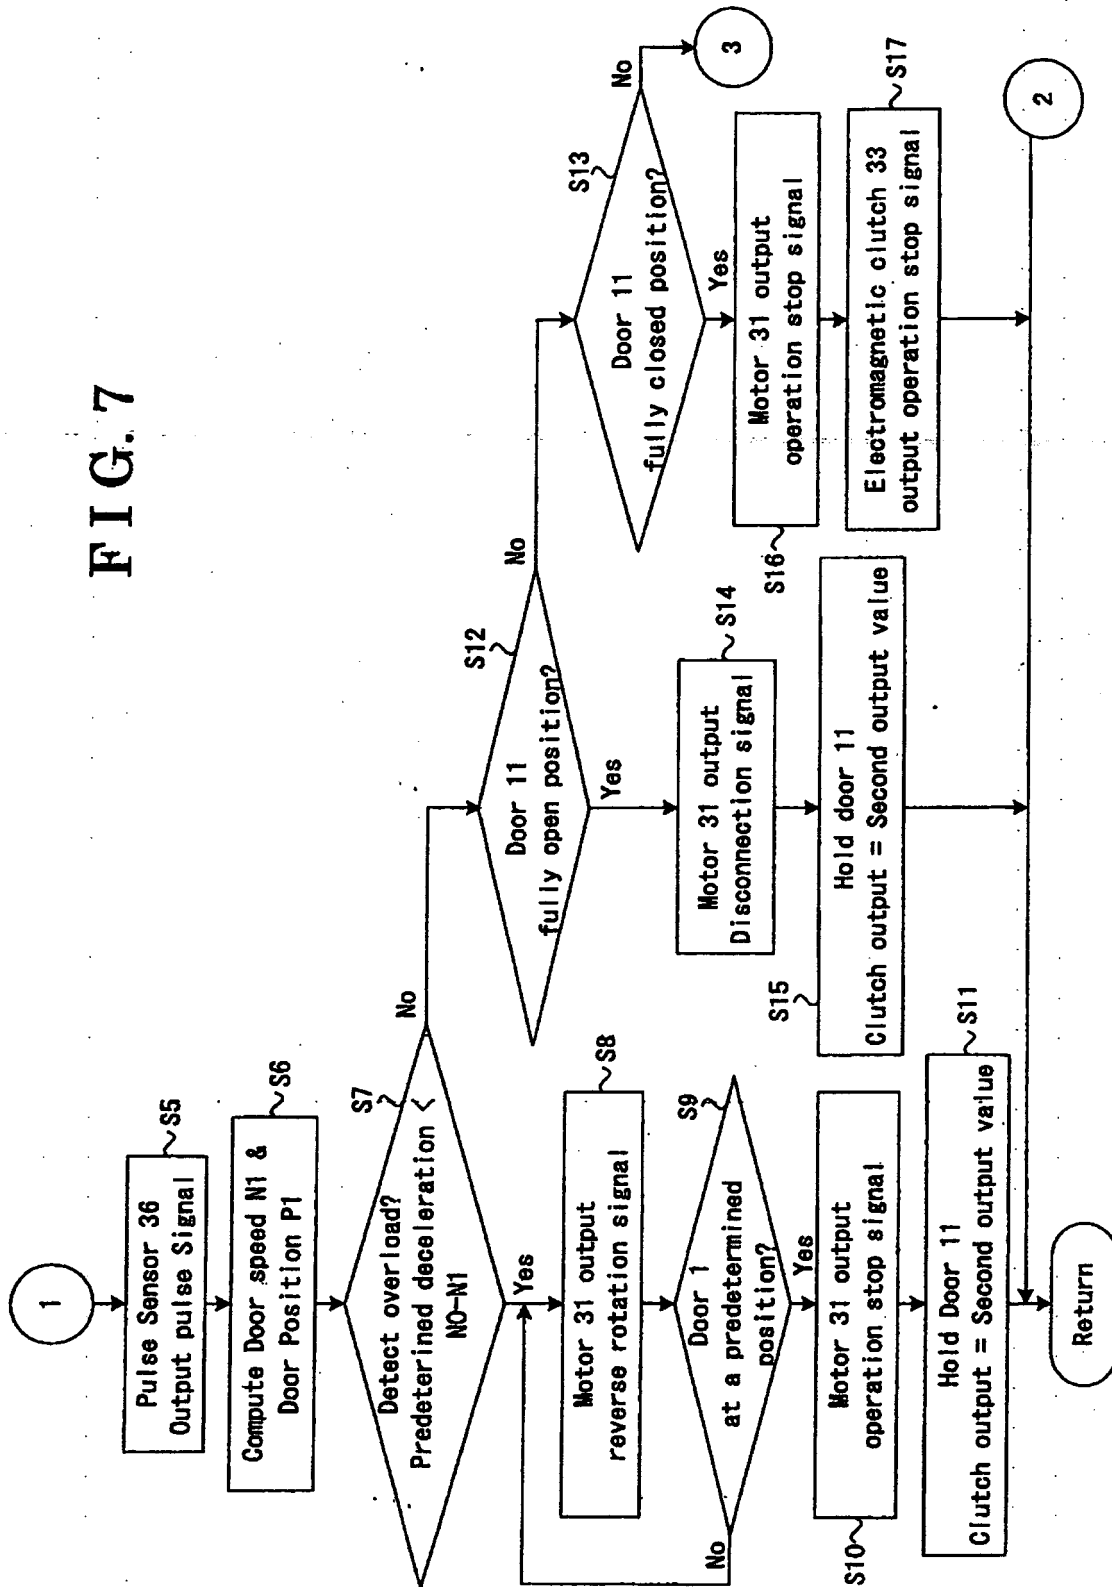 FIG. 7
1
Pulse Sensor 36
Output pulse Signal
S5
Compute Door speed N1 &
Door Position P1
S6
Detect overload?
Predeterined deceleration <
NO-N1
S7
No
Yes
Motor 31 output
reverse rotation signal
S8
Door 1
at a predetermined
position?
S9
No
Yes
Motor 31 output
operation stop signal
S10
Hold Door 11
Clutch output = Second output value
S11
Return
Door 11
fully open position?
S12
No
Yes
Motor 31 output
Disconnection signal
S14
Hold door 11
Clutch output = Second output value
S15
Door 11
fully closed position?
S13
No
Yes
3
Motor 31 output
operation stop signal
S16
Electromagnetic clutch 33
output operation stop signal
S17
2